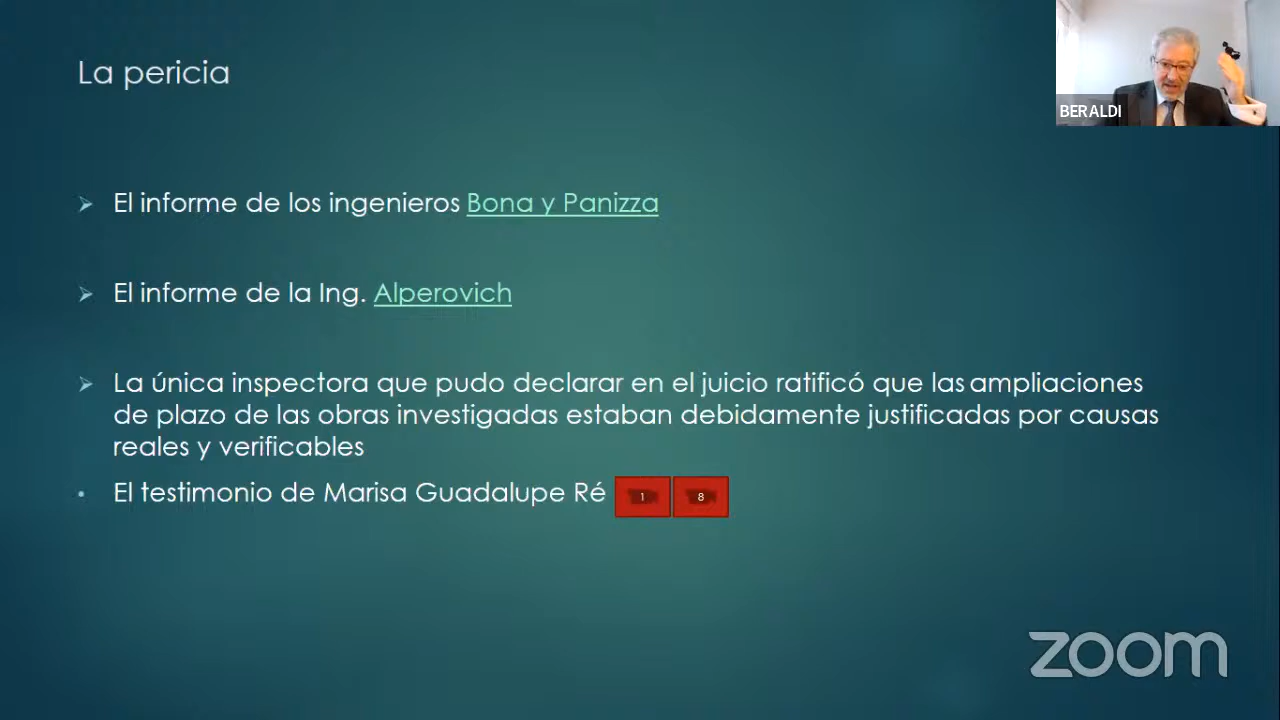 La pericia
BERALDI
El informe de los ingenieros Bona y Panizza
El informe de la Ing. Alperovich
La única inspectora que pudo declarar en el juicio ratificó que las ampliaciones
de plazo de las obras investigadas estaban debidamente justificadas por causas
reales y verificables
El testimonio de Marisa Guadalupe Ré 1 8
zoom